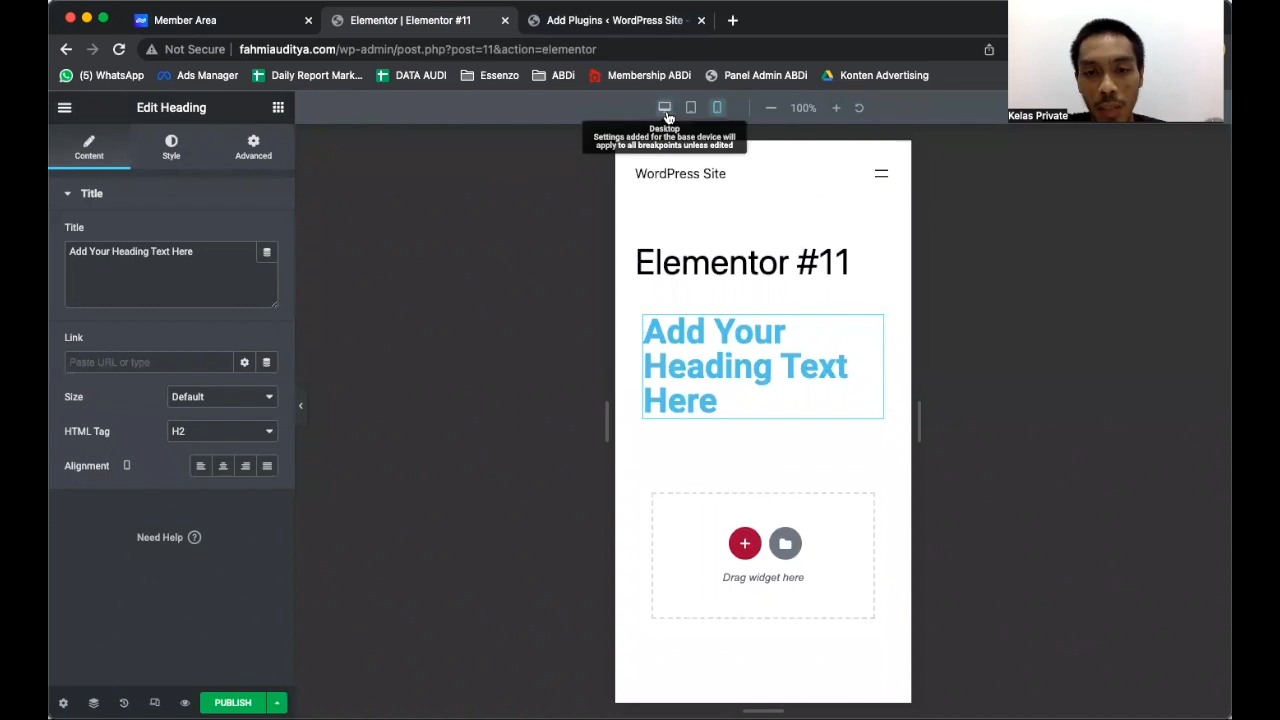 Member Area
Elementor | Elementor #11
Add Plugins < WordPress Site -
Not Secure
fahmiauditya.com/wp-admin/post.php?post=11&action=elementor
(5) WhatsApp
Ads Manager
Daily Report Mark...
DATA AUDI
Essenzo
ABDi
Membership ABDi
Panel Admin ABDi
Konten Advertising
Kelas Private
Edit Heading
100%
Desktop
Settings added for the base device will
apply to all breakpoints unless edited
Content
Style
Advanced
Title
Title
Add Your Heading Text Here
Link
Paste URL or type
Size
Default
HTML Tag
H2
Alignment
Need Help ?
PUBLISH
WordPress Site
Elementor #11
Add Your
Heading Text
Here
Drag widget here